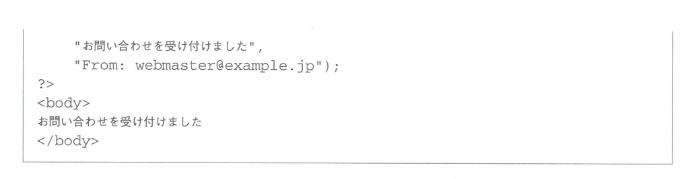 "お問い合わせを受け付けました",
"From: webmaster@example.jp");
?>
<body>
お問い合わせを受け付けました
</body>